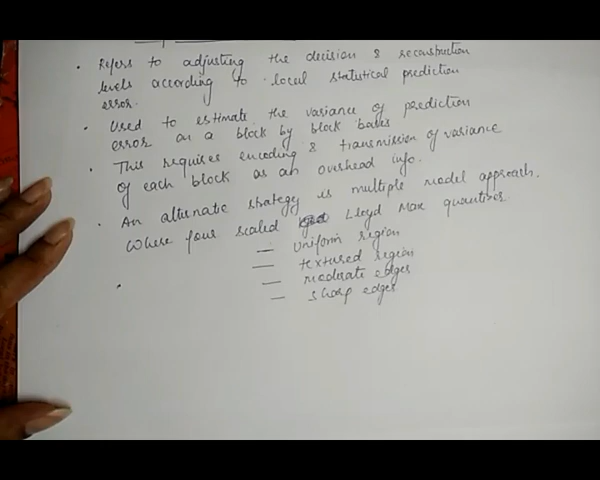 . Refers to adjusting the decision & reconstruction
levels according to local statistical prediction
error.
. Used to estimate the variance of prediction
error on a block by block bases
. This requires encoding & transmission of variance
of each block as an overhead info.
. An alternate strategy is multiple model approach.
Where four scaled Lloyd Max quantiser
— uniform region
— textured region
— moderate edges
— sharp edges
.